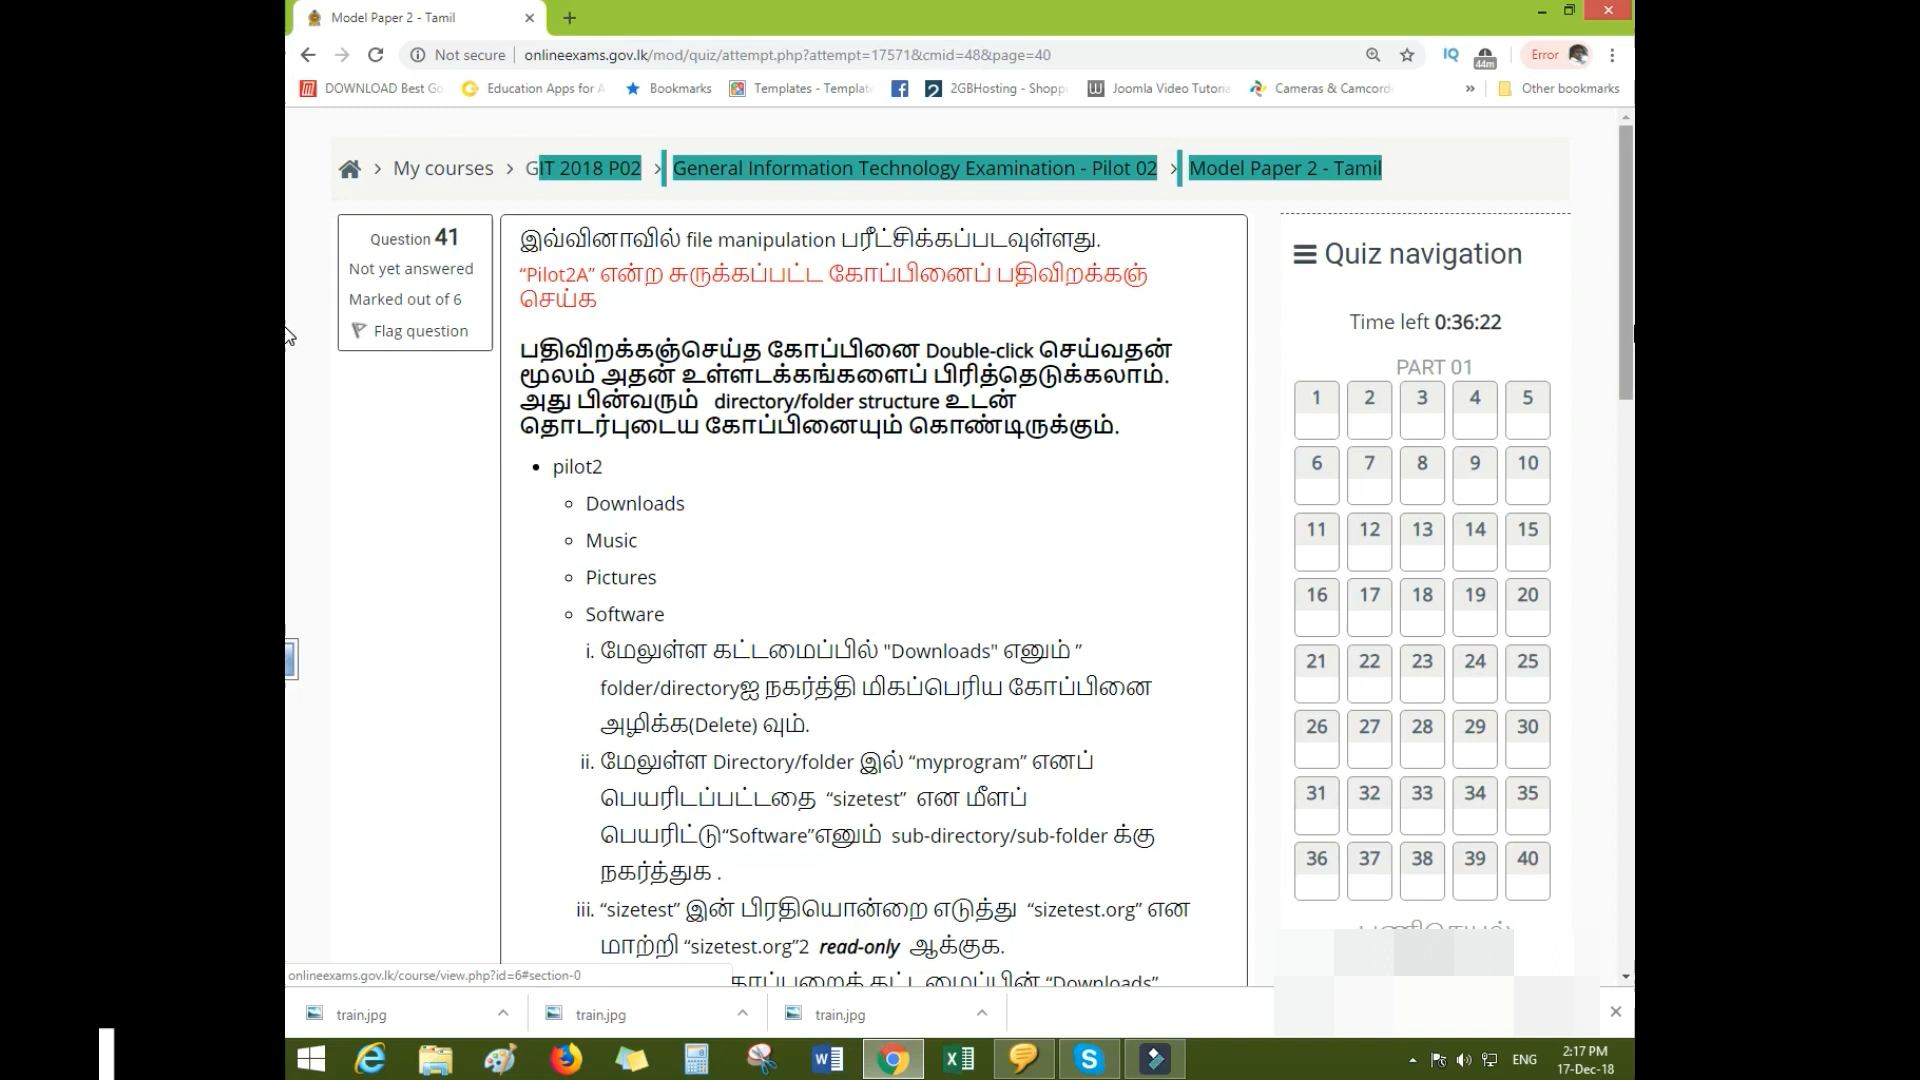 Model Paper 2 - Tamil
Not secure | onlineexams.gov.lk/mod/quiz/attempt.php?attempt=17571&cmid=48&page=40
IQ
44m
Error
DOWNLOAD Best Go
Education Apps for A
Bookmarks
Templates - Templat
2GBHosting - Shopp
Joomla Video Tutoria
Cameras & Camcord
» Other bookmarks
> My courses > GIT 2018 P02 > General Information Technology Examination - Pilot 02 > Model Paper 2 - Tamil
Question 41
Not yet answered
Marked out of 6
Flag question
இவ்வினாவில் file manipulation பரீட்சிக்கப்படவுள்ளது.
“Pilot2A” என்ற சுருக்கப்பட்ட கோப்பினைப் பதிவிறக்கஞ்
செய்க
பதிவிறக்கஞ்செய்த கோப்பினை Double-click செய்வதன்
மூலம் அதன் உள்ளடக்கங்களைப் பிரித்தெடுக்கலாம்.
அது பின்வரும் directory/folder structure உடன்
தொடர்புடைய கோப்பினையும் கொண்டிருக்கும்.
• pilot2
◦ Downloads
◦ Music
◦ Pictures
◦ Software
i. மேலுள்ள கட்டமைப்பில் "Downloads" எனும் ”
folder/directoryஐ நகர்த்தி மிகப்பெரிய கோப்பினை
அழிக்க(Delete) வும்.
ii. மேலுள்ள Directory/folder இல் “myprogram” எனப்
பெயரிடப்பட்டதை “sizetest” என மீளப்
பெயரிட்டு“Software”எனும் sub-directory/sub-folder க்கு
நகர்த்துக .
iii. “sizetest” இன் பிரதியொன்றை எடுத்து “sizetest.org” என
மாற்றி “sizetest.org”2 read-only ஆக்குக.
கட்டமைப்பின் “Downloads”
onlineexams.gov.lk/course/view.php?id=6#section-0
Quiz navigation
Time left 0:36:22
PART 01
1 2 3 4 5
6 7 8 9 10
11 12 13 14 15
16 17 18 19 20
21 22 23 24 25
26 27 28 29 30
31 32 33 34 35
36 37 38 39 40
train.jpg
train.jpg
train.jpg
ENG
2:17 PM
17-Dec-18